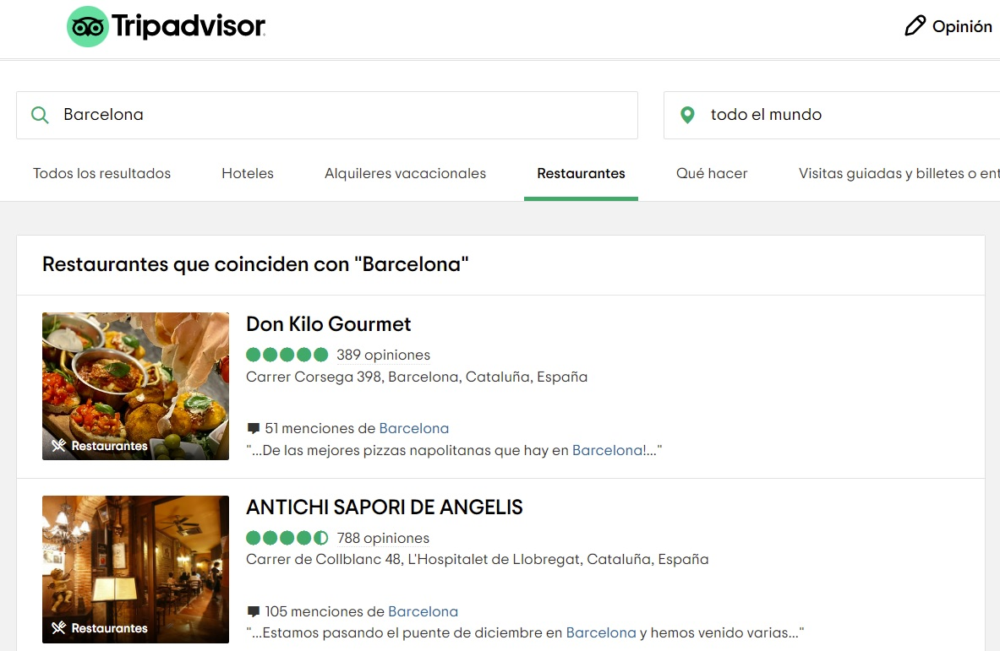 Tripadvisor
Opinión
Barcelona
todo el mundo
Todos los resultados
Hoteles
Alquileres vacacionales
Restaurantes
Qué hacer
Visitas guiadas y billetes o ent
Restaurantes que coinciden con "Barcelona"
Don Kilo Gourmet
389 opiniones
Carrer Corsega 398, Barcelona, Cataluña, España
51 menciones de Barcelona
"...De las mejores pizzas napolitanas que hay en Barcelona!..."
Restaurantes
ANTICHI SAPORI DE ANGELIS
788 opiniones
Carrer de Collblanc 48, L'Hospitalet de Llobregat, Cataluña, España
105 menciones de Barcelona
"...Estamos pasando el puente de diciembre en Barcelona y hemos venido varias..."
Restaurantes